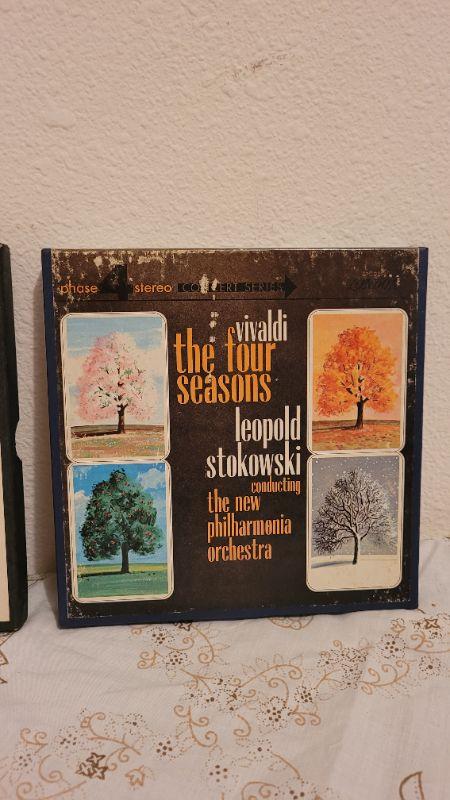 phase 4 stereo CONCERT SERIES
vivaldi
the four
seasons
leopold
stokowski
conducting
the new
philharmonia
orchestra